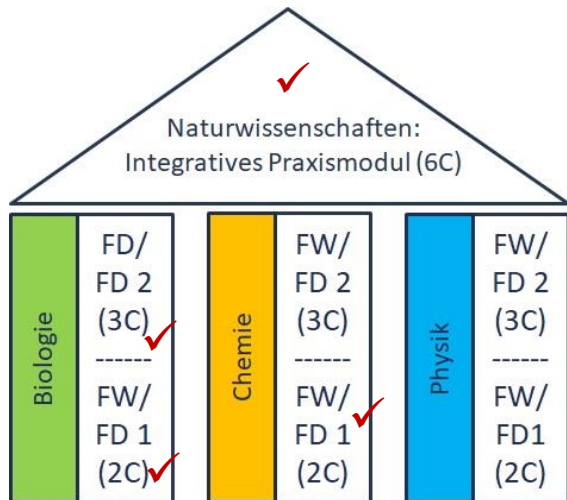 Naturwissenschaften:
Integratives Praxismodul (6C)
Biologie
FD/
FD 2
(3C)
------
FW/
FD 1
(2C)
Chemie
FW/
FD 2
(3C)
------
FW/
FD 1
(2C)
Physik
FW/
FD 2
(3C)
------
FW/
FD1
(2C)